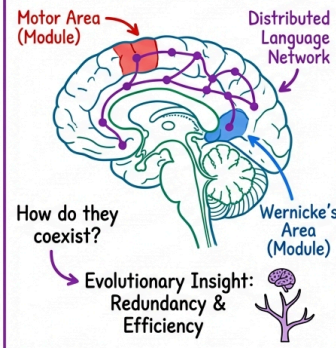 Motor Area
(Module)
Distributed
Language
Network
How do they
coexist?
Wernicke's
Area
(Module)
Evolutionary Insight:
Redundancy &
Efficiency